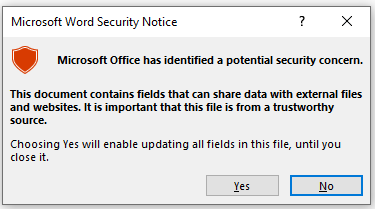 Microsoft Word Security Notice
?
Microsoft Office has identified a potential security concern.
This document contains fields that can share data with external files
and websites. It is important that this file is from a trustworthy
source.
Choosing Yes will enable updating all fields in this file, until you
close it.
Yes
No